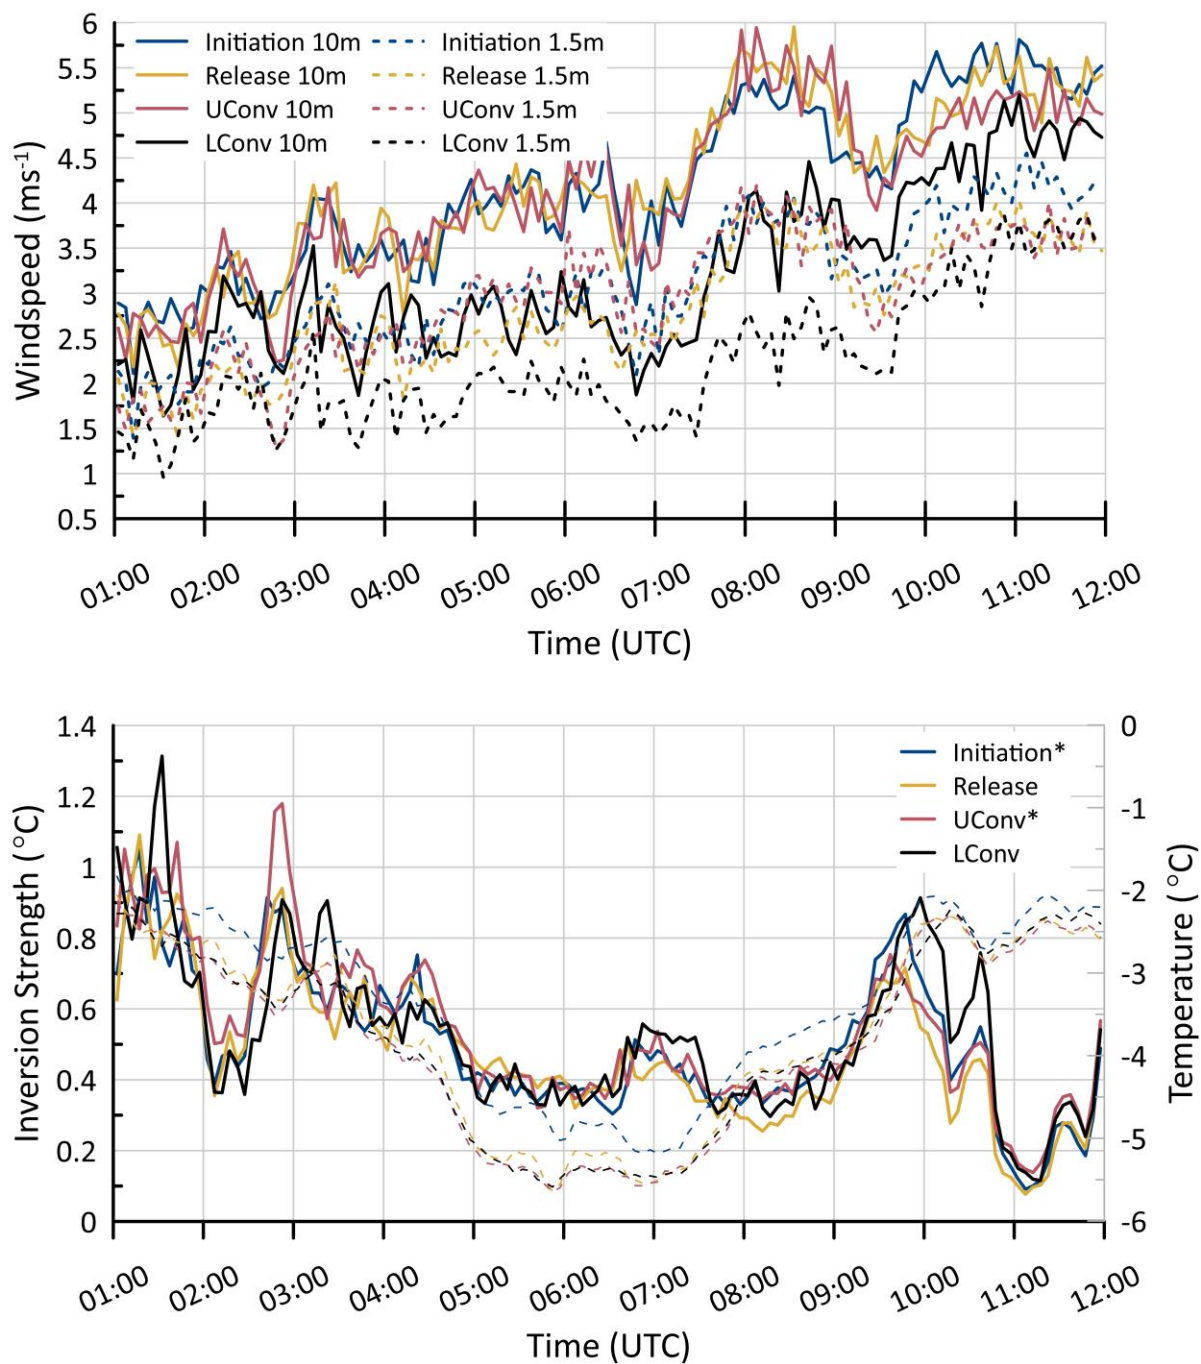 6
5.5
5
4.5
4
3.5
3
2.5
2
1.5
1
0.5
Windspeed (ms⁻¹)
Initiation 10m Initiation 1.5m
Release 10m Release 1.5m
UConv 10m UConv 1.5m
LConv 10m LConv 1.5m
01:00 02:00 03:00 04:00 05:00 06:00 07:00 08:00 09:00 10:00 11:00 12:00
Time (UTC)
1.4
1.2
1
0.8
0.6
0.4
0.2
0
Inversion Strength (°C)
Initiation*
Release
UConv*
LConv
0
-1
-2
-3
-4
-5
-6
Temperature (°C)
01:00 02:00 03:00 04:00 05:00 06:00 07:00 08:00 09:00 10:00 11:00 12:00
Time (UTC)